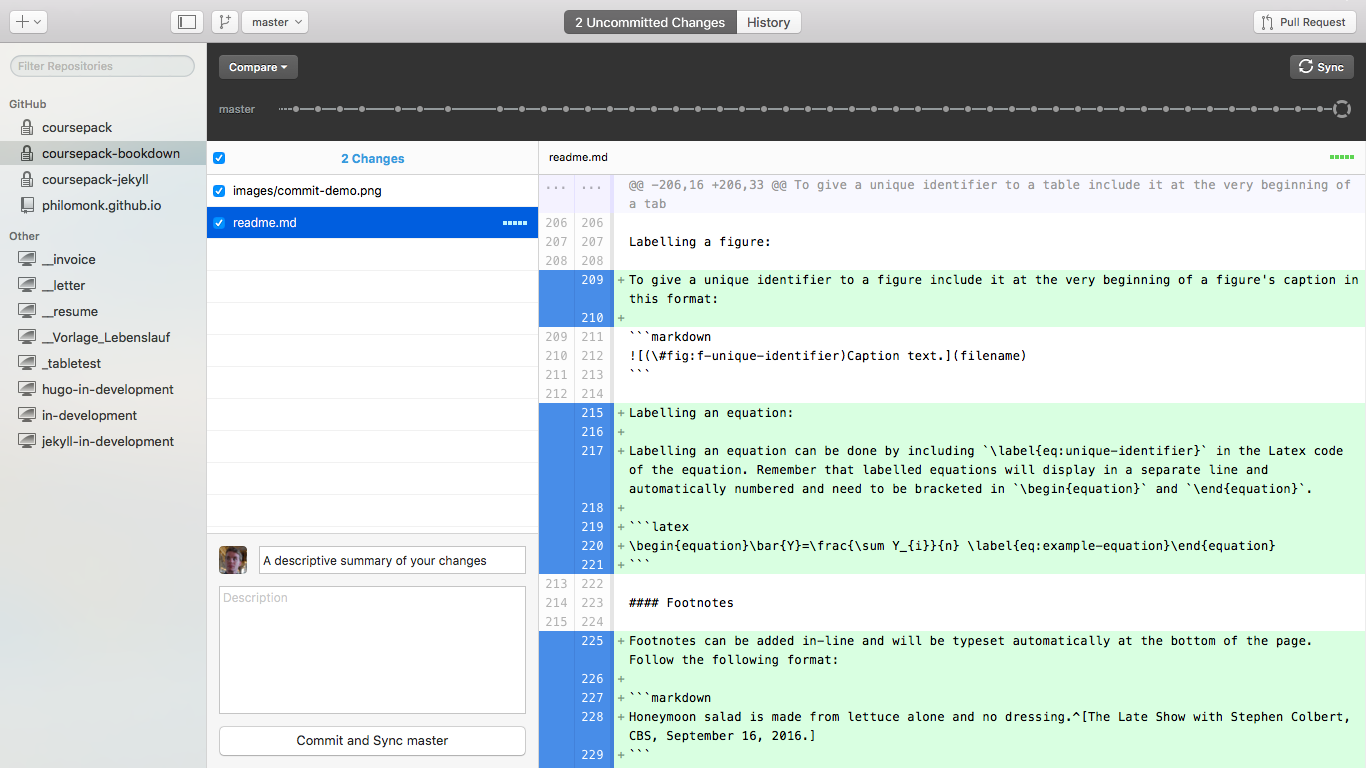 master
2 Uncommitted Changes
History
Pull Request
Filter Repositories
Compare
Sync
master
GitHub
coursepack
coursepack-bookdown
coursepack-jekyll
philomonk.github.io
Other
__invoice
__letter
__resume
__Vorlage_Lebenslauf
_tabletest
hugo-in-development
in-development
jekyll-in-development
2 Changes
images/commit-demo.png
readme.md
A descriptive summary of your changes
Description
Commit and Sync master
readme.md
... ... @@ -206,16 +206,33 @@ To give a unique identifier to a table include it at the very beginning of
a tab
206 206
207 207 Labelling a figure:
208 208
209 +To give a unique identifier to a figure include it at the very beginning of a figure's caption in
this format:
210 +
209 211 ```markdown
210 212 ![(\#fig:f-unique-identifier)Caption text.](filename)
211 213 ```
212 214
215 +Labelling an equation:
216 +
217 +Labelling an equation can be done by including `\label{eq:unique-identifier}` in the Latex code
of the equation. Remember that labelled equations will display in a separate line and
automatically numbered and need to be bracketed in `\begin{equation}` and `\end{equation}`.
218 +
219 +```latex
220 +\begin{equation}\bar{Y}=\frac{\sum Y_{i}}{n} \label{eq:example-equation}\end{equation}
221 +```
213 222
214 223 #### Footnotes
215 224
225 +Footnotes can be added in-line and will be typeset automatically at the bottom of the page.
Follow the following format:
226 +
227 +```markdown
228 +Honeymoon salad is made from lettuce alone and no dressing.^[The Late Show with Stephen Colbert,
CBS, September 16, 2016.]
229 +```